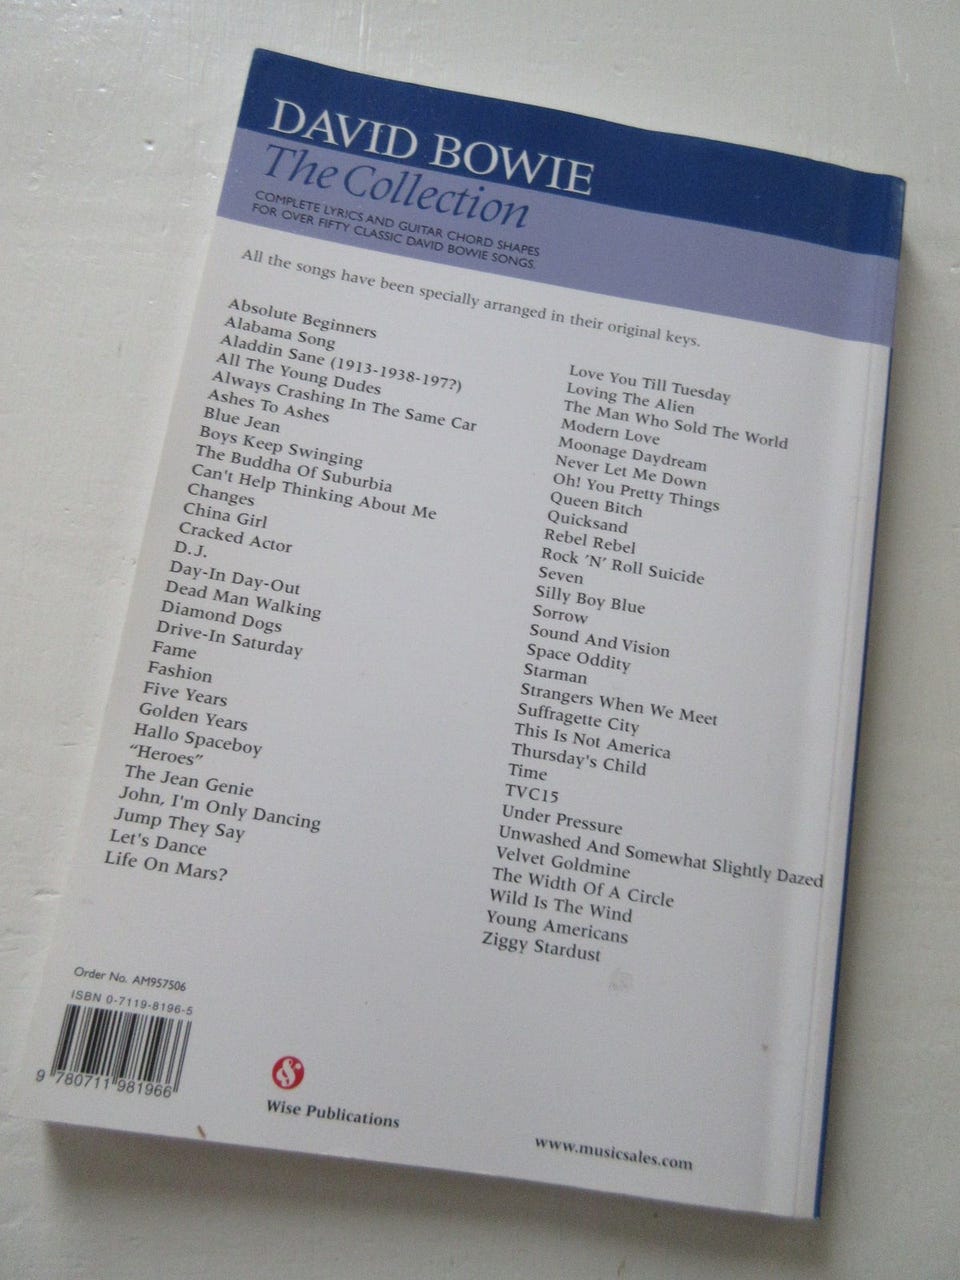 DAVID BOWIE
The Collection
COMPLETE LYRICS AND GUITAR CHORD SHAPES
FOR OVER FIFTY CLASSIC DAVID BOWIE SONGS.
All the songs have been specially arranged in their original keys.
Absolute Beginners
Alabama Song
Aladdin Sane (1913-1938-197?)
All The Young Dudes
Always Crashing In The Same Car
Ashes To Ashes
Blue Jean
Boys Keep Swinging
The Buddha Of Suburbia
Can't Help Thinking About Me
Changes
China Girl
Cracked Actor
D.J.
Day-In Day-Out
Dead Man Walking
Diamond Dogs
Drive-In Saturday
Fame
Fashion
Five Years
Golden Years
Hallo Spaceboy
“Heroes”
The Jean Genie
John, I'm Only Dancing
Jump They Say
Let's Dance
Life On Mars?
Love You Till Tuesday
Loving The Alien
The Man Who Sold The World
Modern Love
Moonage Daydream
Never Let Me Down
Oh! You Pretty Things
Queen Bitch
Quicksand
Rebel Rebel
Rock ’N’ Roll Suicide
Seven
Silly Boy Blue
Sorrow
Sound And Vision
Space Oddity
Starman
Strangers When We Meet
Suffragette City
This Is Not America
Thursday's Child
Time
TVC15
Under Pressure
Unwashed And Somewhat Slightly Dazed
Velvet Goldmine
The Width Of A Circle
Wild Is The Wind
Young Americans
Ziggy Stardust
Order No. AM957506
ISBN 0-7119-8196-5
9 780711 981966
Wise Publications
www.musicsales.com